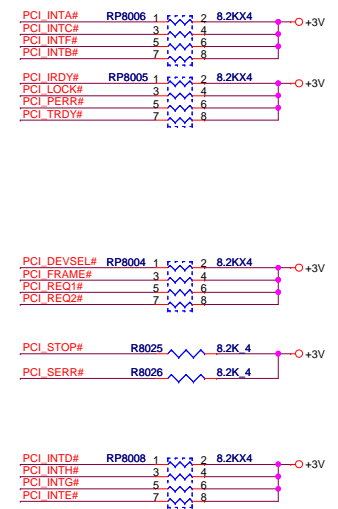 PCI_INTA# RP8006 1 2 8.2KX4 +3V
PCI_INTC# 3 4
PCI_INTF# 5 6
PCI_INTB# 7 8
PCI_IRDY# RP8005 1 2 8.2KX4 +3V
PCI_LOCK# 3 4
PCI_PERR# 5 6
PCI_TRDY# 7 8
PCI_DEVSEL# RP8004 1 2 8.2KX4 +3V
PCI_FRAME# 3 4
PCI_REQ1# 5 6
PCI_REQ2# 7 8
PCI_STOP# R8025 8.2K_4 +3V
PCI_SERR# R8026 8.2K_4
PCI_INTD# RP8008 1 2 8.2KX4 +3V
PCI_INTH# 3 4
PCI_INTG# 5 6
PCI_INTE# 7 8